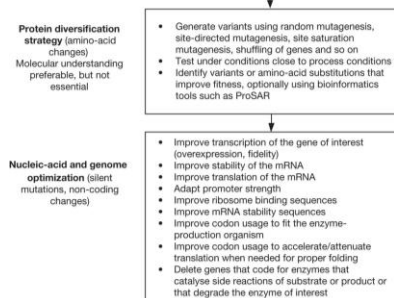 Protein diversification
strategy (amino-acid
changes)
Molecular understanding
preferable, but not
essential
• Generate variants using random mutagenesis,
site-directed mutagenesis, site saturation
mutagenesis, shuffling of genes and so on
• Test under conditions close to process conditions
• Identify variants or amino-acid substitutions that
improve fitness, optionally using bioinformatics
tools such as ProSAR
Nucleic-acid and genome
optimization (silent
mutations, non-coding
changes)
• Improve transcription of the gene of interest
(overexpression, fidelity)
• Improve stability of the mRNA
• Improve translation of the mRNA
• Adapt promoter strength
• Improve ribosome binding sequences
• Improve mRNA stability sequences
• Improve codon usage to fit the enzyme-
production organism
• Improve codon usage to accelerate/attenuate
translation when needed for proper folding
• Delete genes that code for enzymes that
catalyse side reactions of substrate or product or
that degrade the enzyme of interest